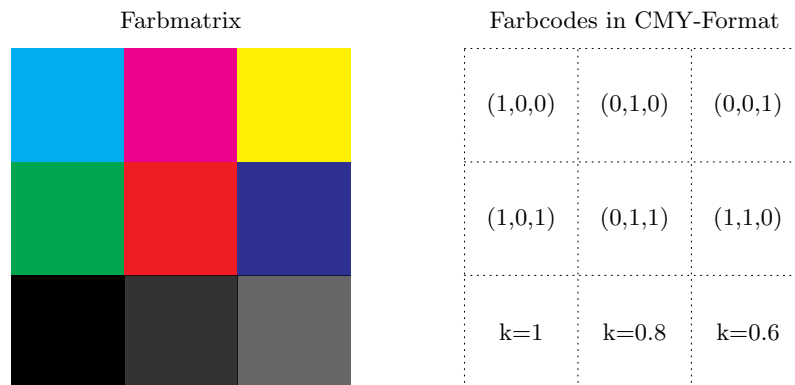 Farbmatrix
Farbcodes in CMY-Format
(1,0,0) (0,1,0) (0,0,1)
(1,0,1) (0,1,1) (1,1,0)
k=1 k=0.8 k=0.6